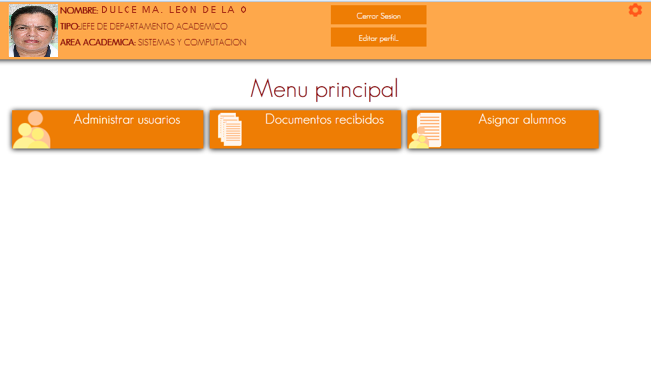 NOMBRE: DULCE MA. LEON DE LA O
TIPO:JEFE DE DEPARTAMENTO ACADEMICO
AREA ACADEMICA: SISTEMAS Y COMPUTACION
Cerrar Sesion
Editar perfil..
Menu principal
Administrar usuarios
Documentos recibidos
Asignar alumnos